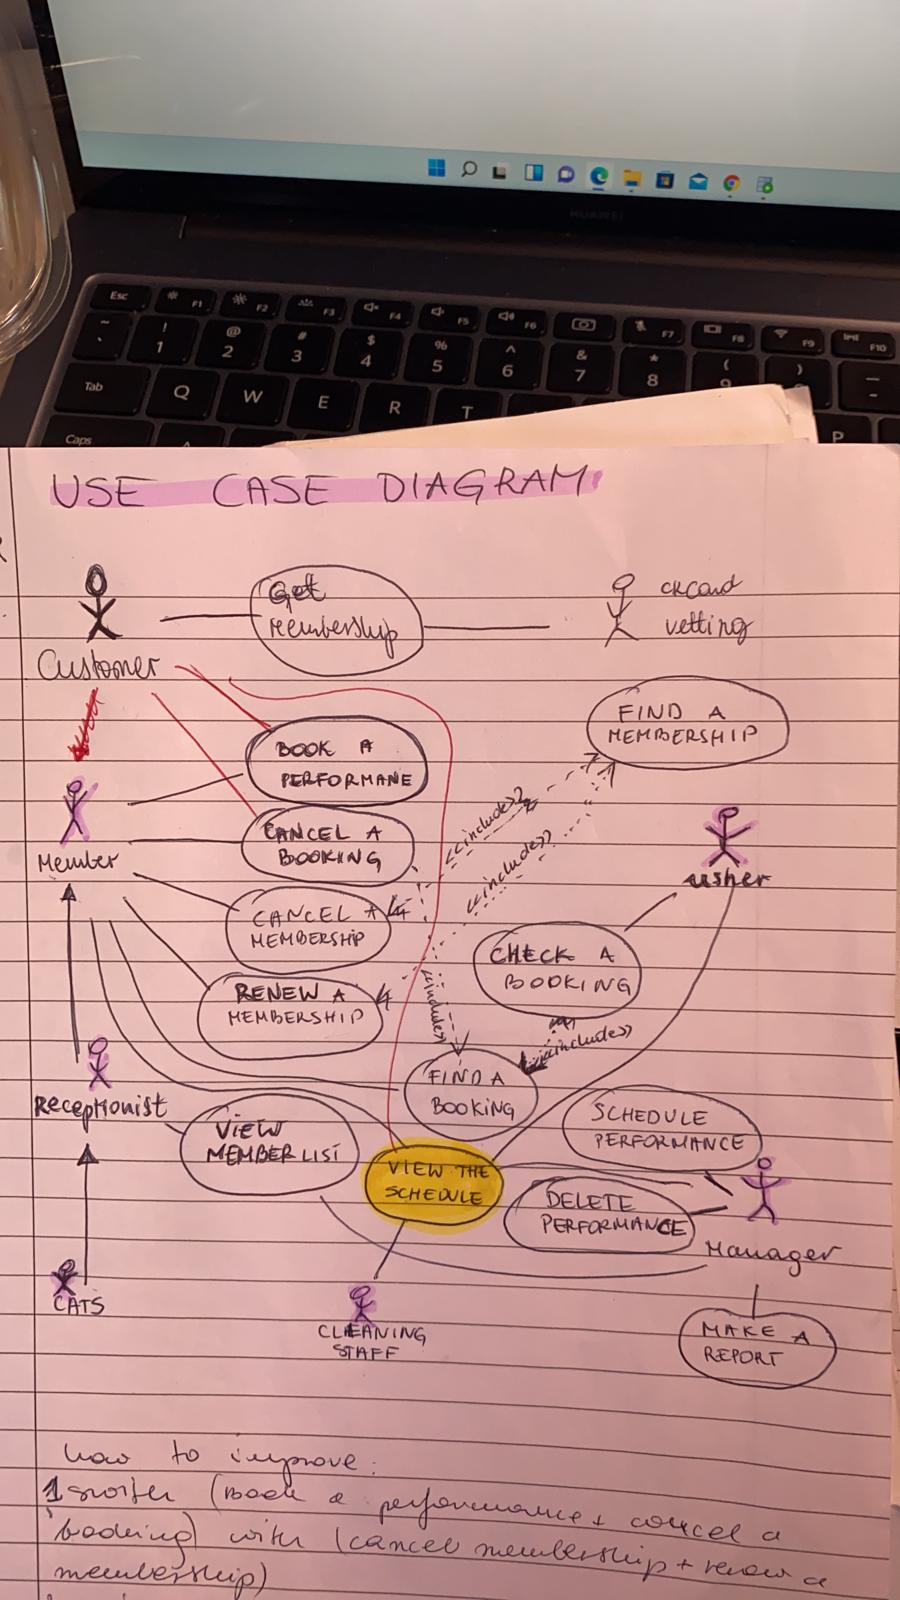 HUAWEI
Esc F1 F2 F3 F4 F5 F6 F7 F8 F9 F10
~ ! 1 @ 2 # 3 $ 4 % 5 ^ 6 & 7 * 8 ( 9 )
Tab Q W E R T P
Caps
USE CASE DIAGRAM
Get
Membership
vetting
Customer
FIND A
MEMBERSHIP
BOOK A
PERFORMANE
<<include>>
CANCEL A
BOOKING
Member
<<include>>
usher
CANCEL A
MEMBERSHIP
CHECK A
BOOKING
RENEW A
MEMBERSHIP
<<include>>
<<include>>
FIND A
BOOKING
Receptionist
SCHEDULE
PERFORMANCE
VIEW
MEMBER LIST
VIEW THE
SCHEDULE
DELETE
PERFORMANCE
Manager
CATS
CLEANING
STAFF
MAKE A
REPORT
how to improve:
1 (Book a performance + cancel a
booking) with (cancel membership + renew a
membership)